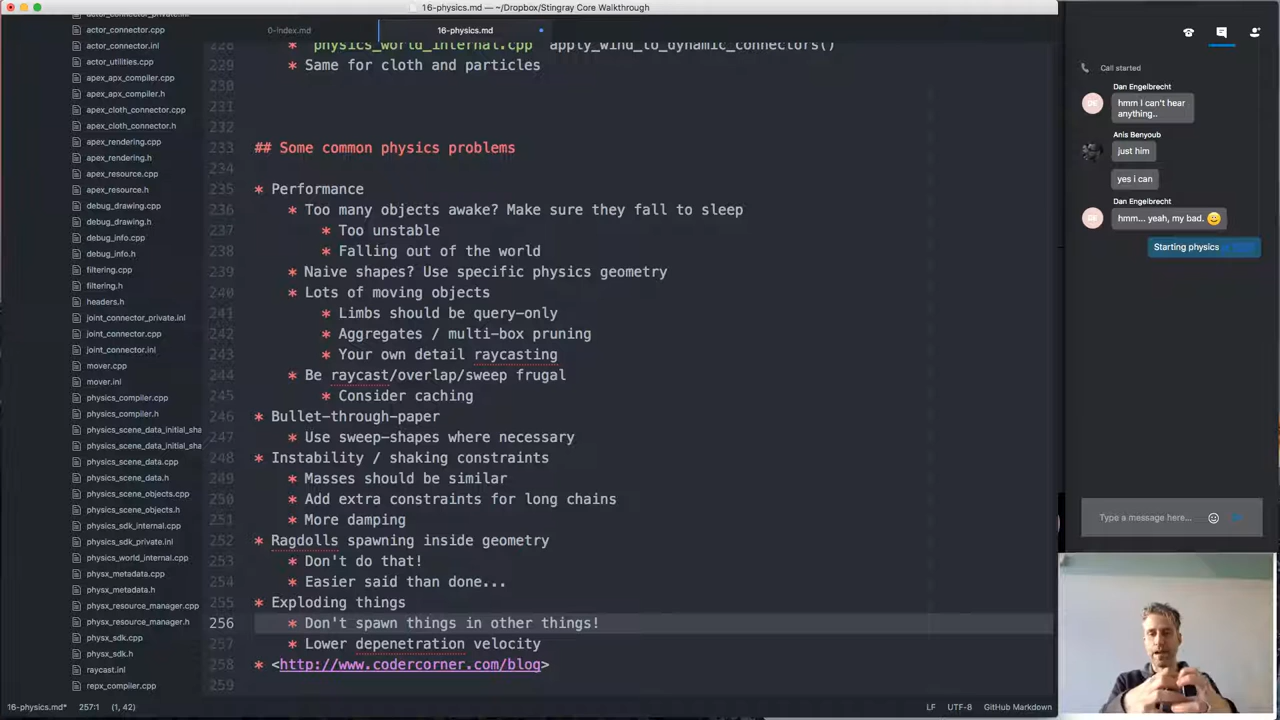 16-physics.md — ~/Dropbox/Stingray Core Walkthrough
0-index.md
16-physics.md
actor_connector.cpp
actor_connector.inl
actor_utilities.cpp
apex_apx_compiler.cpp
apex_apx_compiler.h
apex_cloth_connector.cpp
apex_cloth_connector.h
apex_rendering.cpp
apex_rendering.h
apex_resource.cpp
apex_resource.h
debug_drawing.cpp
debug_drawing.h
debug_info.cpp
debug_info.h
filtering.cpp
filtering.h
headers.h
joint_connector_private.inl
joint_connector.cpp
joint_connector.inl
mover.cpp
mover.inl
physics_compiler.cpp
physics_compiler.h
physics_scene_data_initial_sha
physics_scene_data_initial_sha
physics_scene_data.cpp
physics_scene_data.h
physics_scene_objects.cpp
physics_scene_objects.h
physics_sdk_internal.cpp
physics_sdk_private.inl
physics_world_internal.cpp
physx_metadata.cpp
physx_metadata.h
physx_resource_manager.cpp
physx_resource_manager.h
physx_sdk.cpp
physx_sdk.h
raycast.inl
repx_compiler.cpp
228 * `physics_world_internal.cpp` `apply_wind_to_dynamic_connectors()`
229 * Same for cloth and particles
230
231
232
233 ## Some common physics problems
234
235 * Performance
236 * Too many objects awake? Make sure they fall to sleep
237 * Too unstable
238 * Falling out of the world
239 * Naive shapes? Use specific physics geometry
240 * Lots of moving objects
241 * Limbs should be query-only
242 * Aggregates / multi-box pruning
243 * Your own detail raycasting
244 * Be raycast/overlap/sweep frugal
245 * Consider caching
246 * Bullet-through-paper
247 * Use sweep-shapes where necessary
248 * Instability / shaking constraints
249 * Masses should be similar
250 * Add extra constraints for long chains
251 * More damping
252 * Ragdolls spawning inside geometry
253 * Don't do that!
254 * Easier said than done...
255 * Exploding things
256 * Don't spawn things in other things!
257 * Lower depenetration velocity
258 * <http://www.codercorner.com/blog>
259
16-physics.md* 257:1 (1, 42)
LF UTF-8 GitHub Markdown
Call started
Dan Engelbrecht
hmm I can't hear
anything..
Anis Benyoub
just him
yes i can
Dan Engelbrecht
hmm... yeah, my bad.
Starting physics
Type a message here...